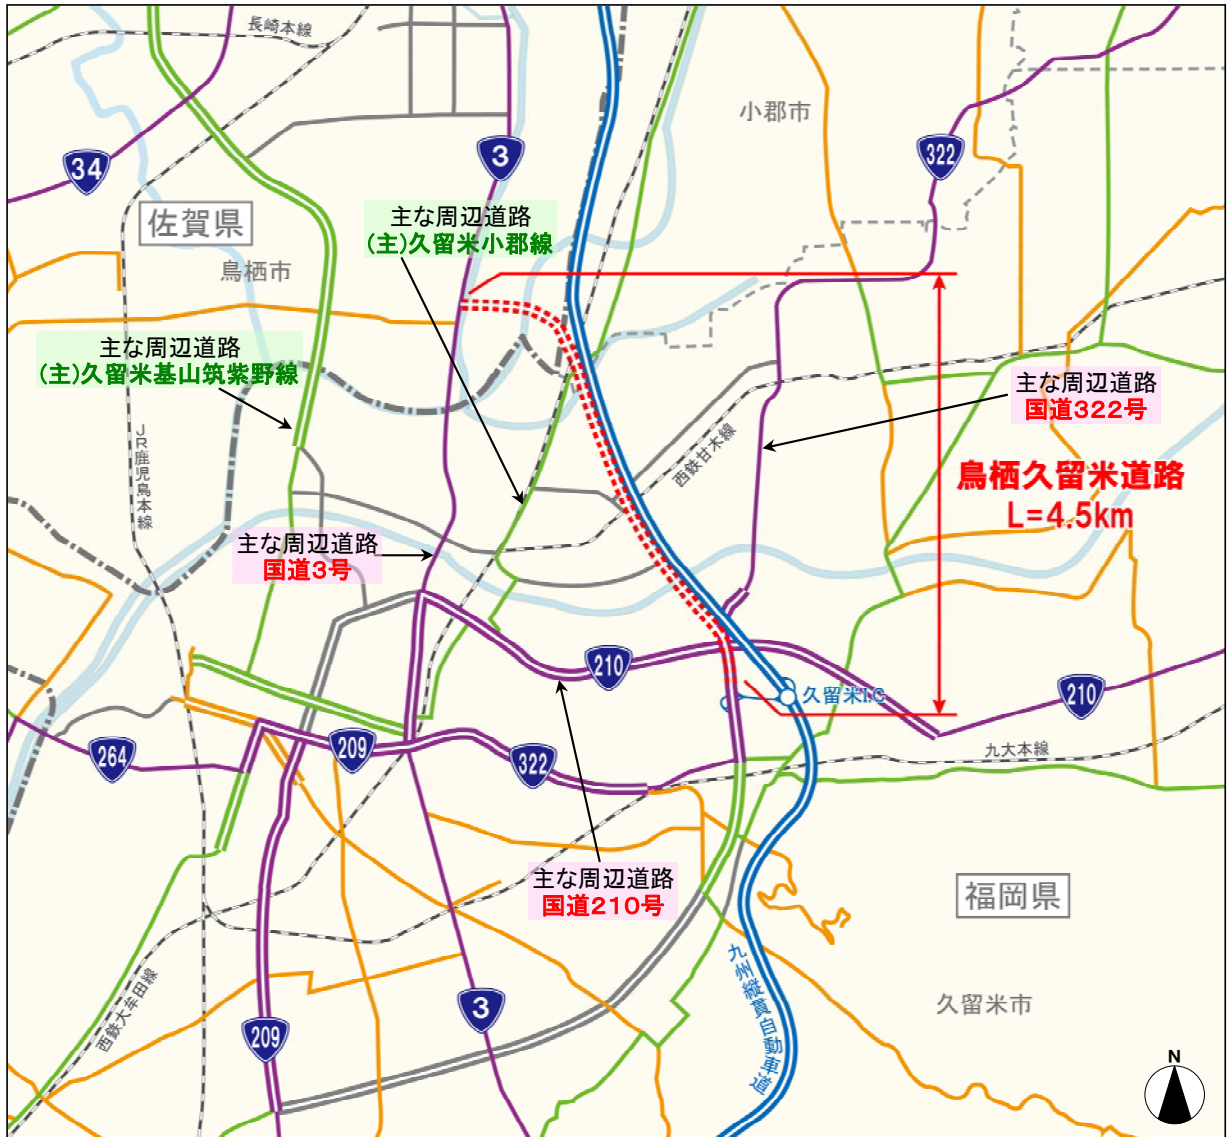 長崎本線
小郡市
3
322
34
佐賀県
主な周辺道路
(主)久留米小郡線
鳥栖市
主な周辺道路
(主)久留米基山筑紫野線
主な周辺道路
国道322号
JR鹿児島本線
西鉄甘木線
鳥栖久留米道路
L=4.5km
主な周辺道路
国道3号
210
久留米I.C
210
264
209
322
九大本線
主な周辺道路
国道210号
福岡県
九州縦貫自動車道
久留米市
西鉄大牟田線
3
209
N